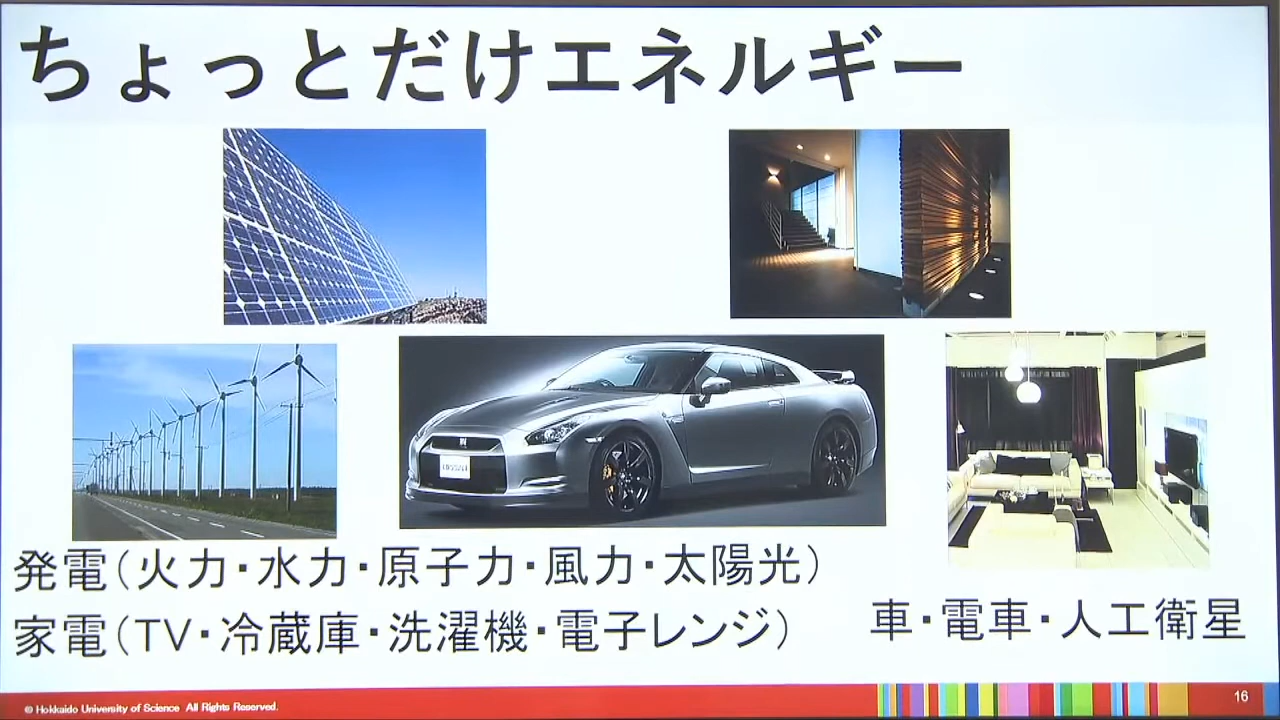 ちょっとだけエネルギー
発電(火力・水力・原子力・風力・太陽光)
家電(TV・冷蔵庫・洗濯機・電子レンジ)
車・電車・人工衛星
© Hokkaido University of Science All Rights Reserved.
16